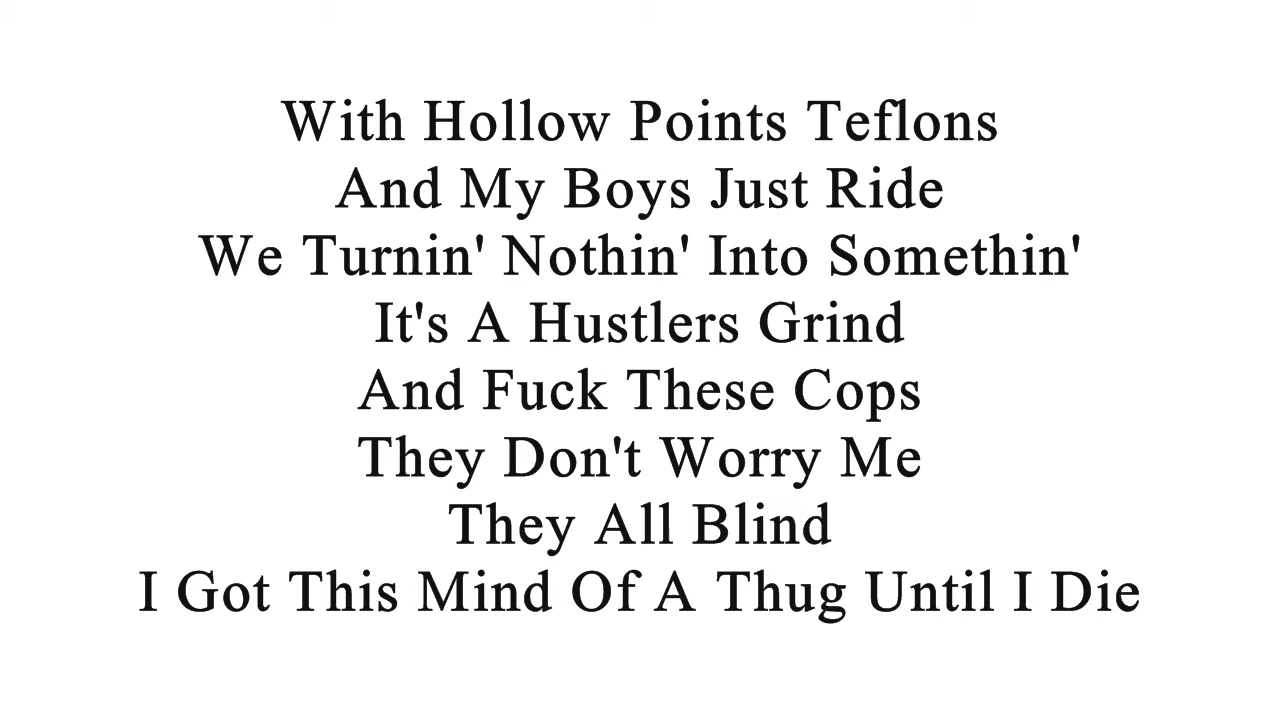 With Hollow Points Teflons
And My Boys Just Ride
We Turnin' Nothin' Into Somethin'
It's A Hustlers Grind
And Fuck These Cops
They Don't Worry Me
They All Blind
I Got This Mind Of A Thug Until I Die